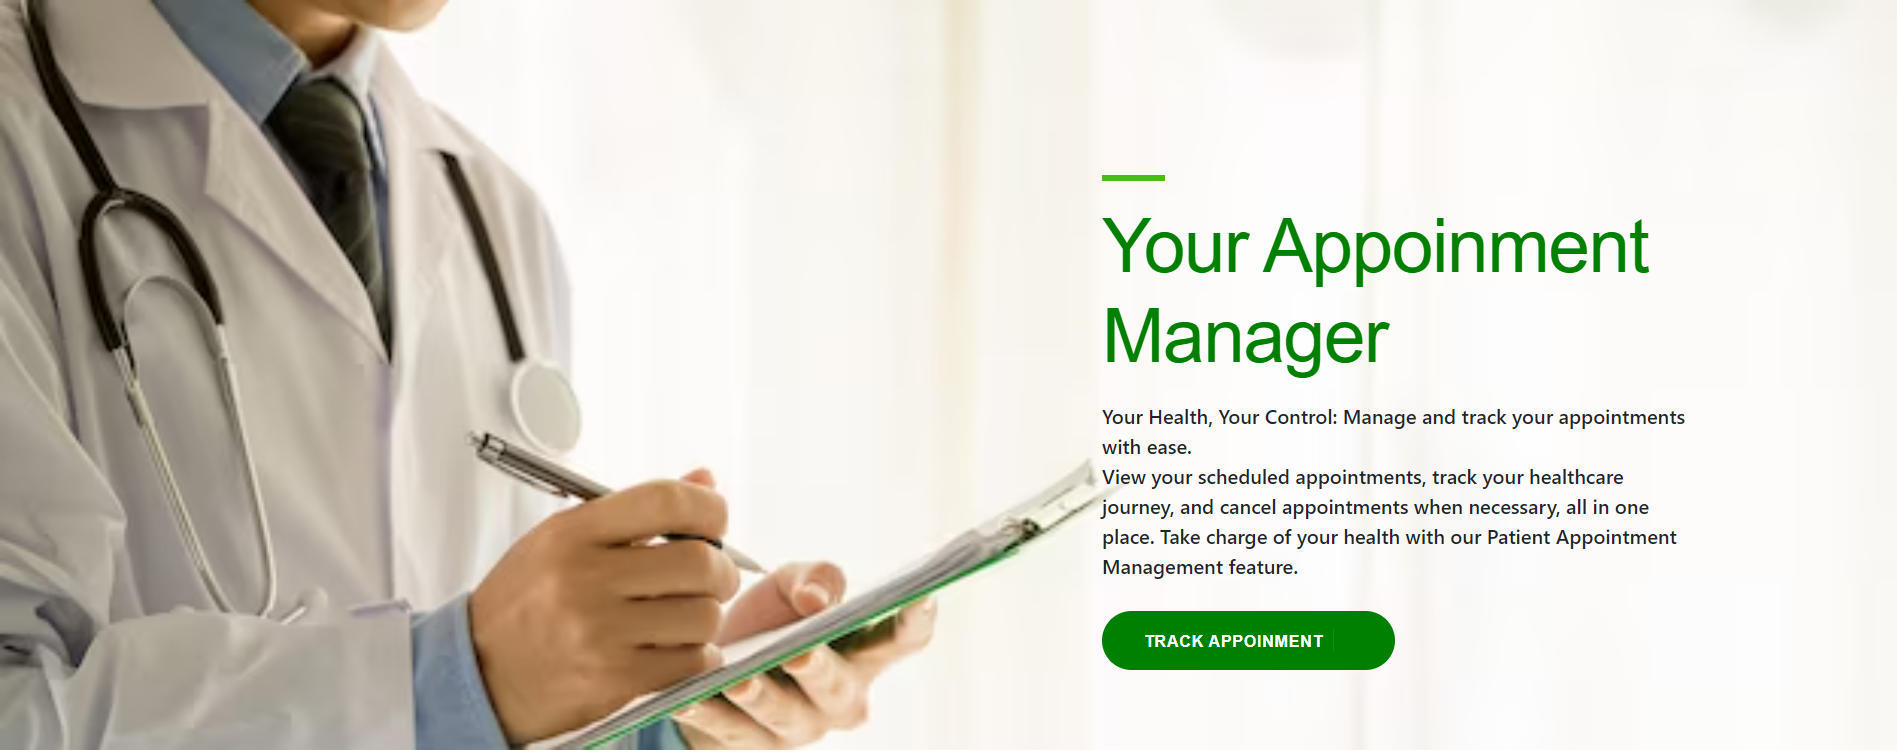 Your Appoinment
Manager
Your Health, Your Control: Manage and track your appointments
with ease.
View your scheduled appointments, track your healthcare
journey, and cancel appointments when necessary, all in one
place. Take charge of your health with our Patient Appointment
Management feature.
TRACK APPOINMENT